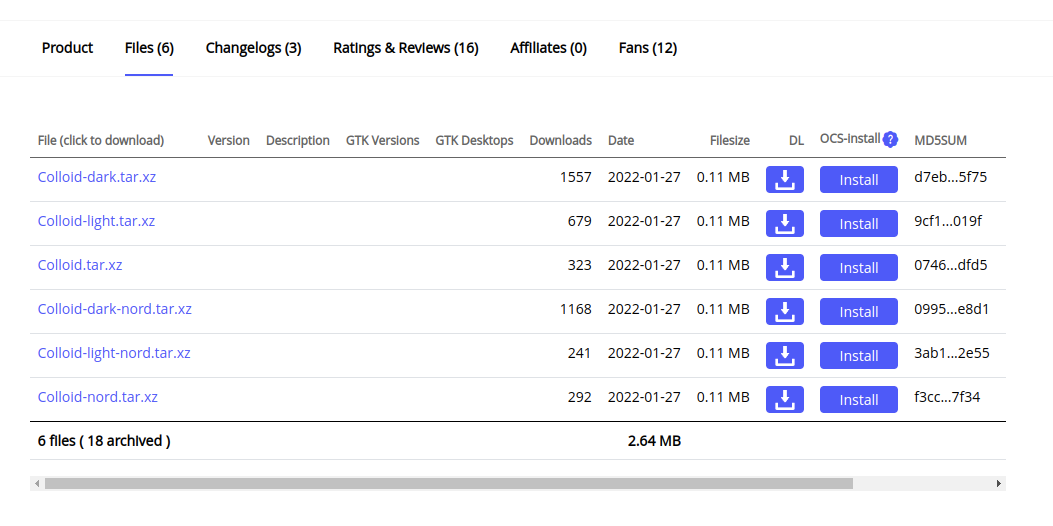 Product Files (6) Changelogs (3) Ratings & Reviews (16) Affiliates (0) Fans (12)
File (click to download) Version Description GTK Versions GTK Desktops Downloads Date Filesize DL OCS-Install ? MD5SUM
Colloid-dark.tar.xz 1557 2022-01-27 0.11 MB Install d7eb...5f75
Colloid-light.tar.xz 679 2022-01-27 0.11 MB Install 9cf1...019f
Colloid.tar.xz 323 2022-01-27 0.11 MB Install 0746...dfd5
Colloid-dark-nord.tar.xz 1168 2022-01-27 0.11 MB Install 0995...e8d1
Colloid-light-nord.tar.xz 241 2022-01-27 0.11 MB Install 3ab1...2e55
Colloid-nord.tar.xz 292 2022-01-27 0.11 MB Install f3cc...7f34
6 files ( 18 archived ) 2.64 MB